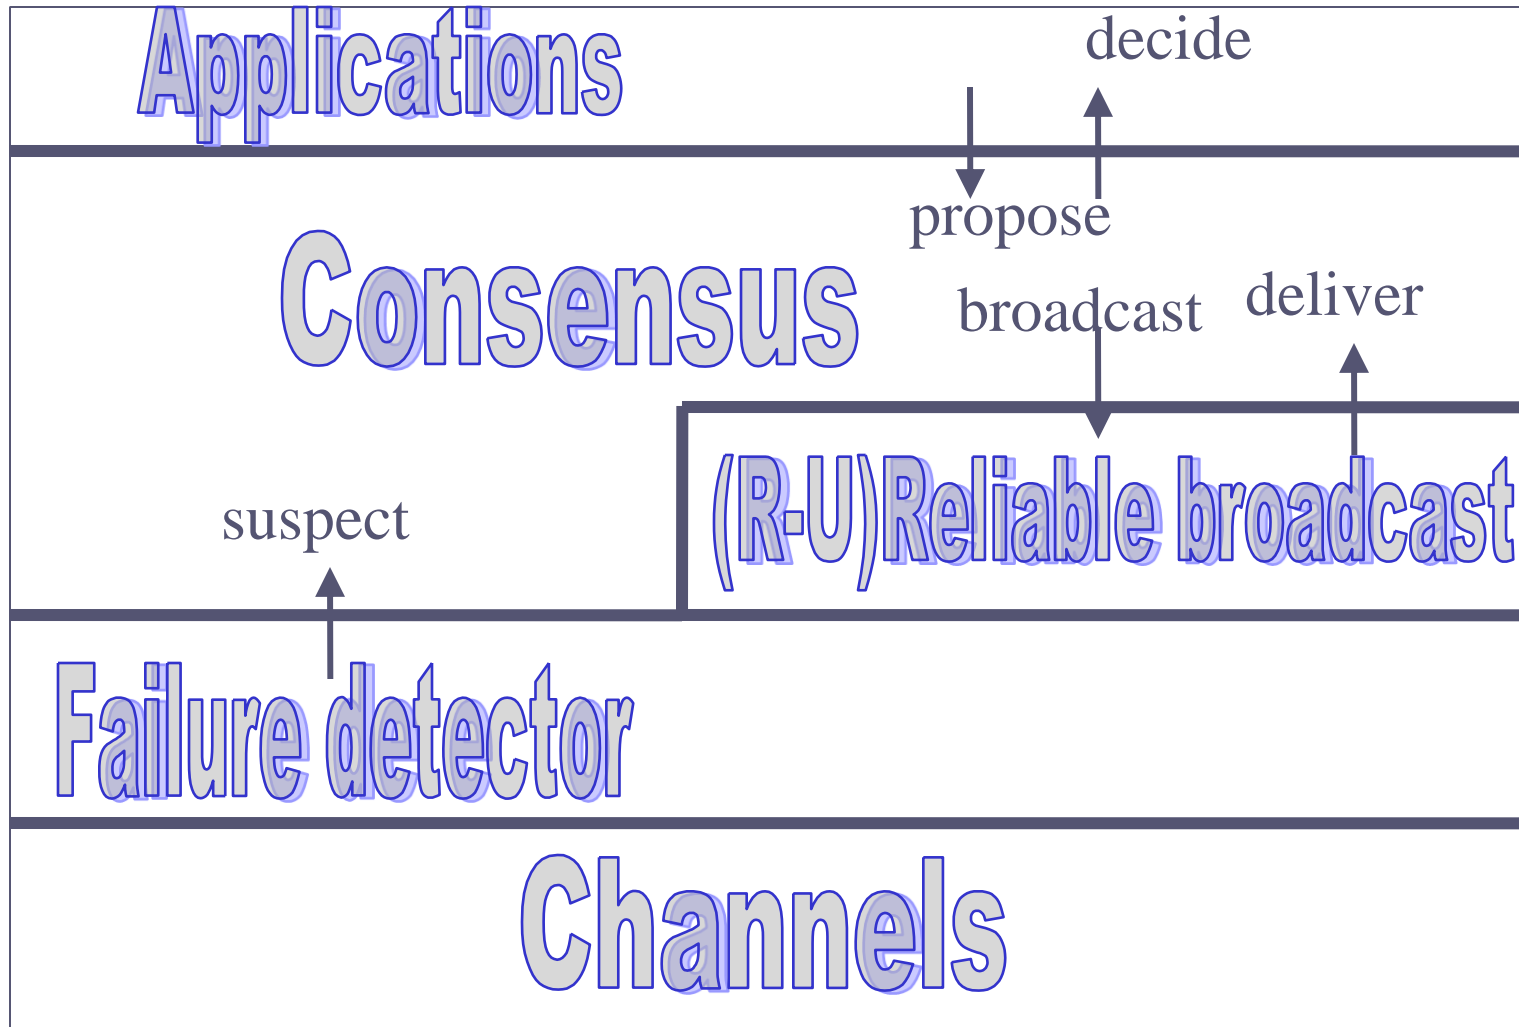 Applications
decide
propose
Consensus
broadcast
deliver
(R-U)Reliable broadcast
suspect
Failure detector
Channels